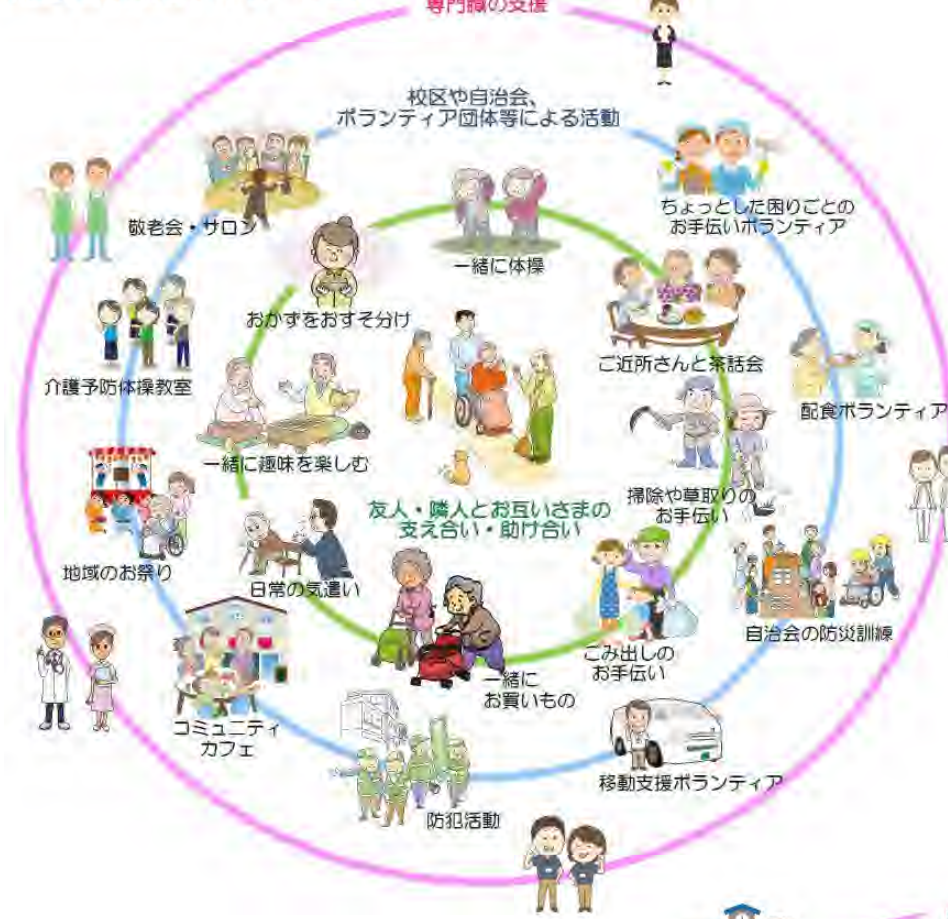 専門職の支援
校区や自治会、
ボランティア団体等による活動
敬老会・サロン
ちょっとした困りごとの
お手伝いボランティア
一緒に体操
おかずをおすそ分け
ご近所さんと茶話会
介護予防体操教室
配食ボランティア
一緒に趣味を楽しむ
掃除や草取りの
お手伝い
友人・隣人とお互いさまの
支え合い・助け合い
地域のお祭り
日常の気遣い
自治会の防災訓練
ごみ出しの
お手伝い
一緒に
お買いもの
コミュニティ
カフェ
移動支援ボランティア
防犯活動